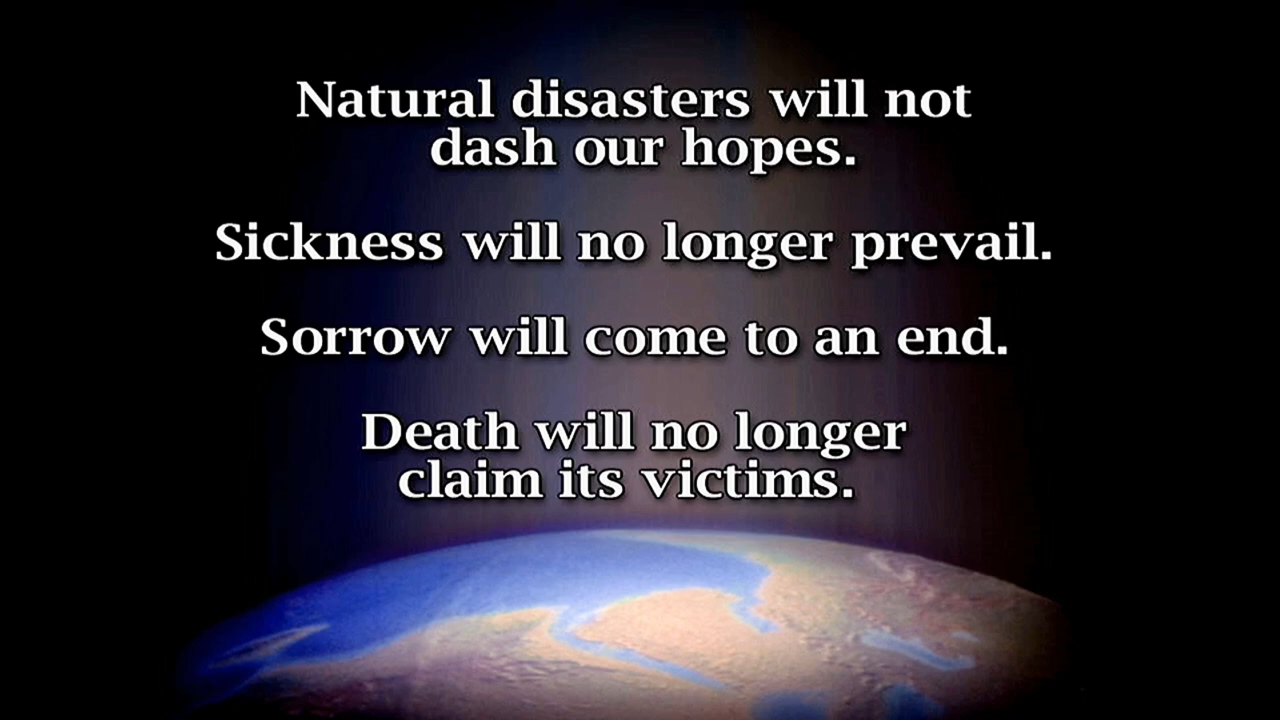 Natural disasters will not
dash our hopes.
Sickness will no longer prevail.
Sorrow will come to an end.
Death will no longer
claim its victims.